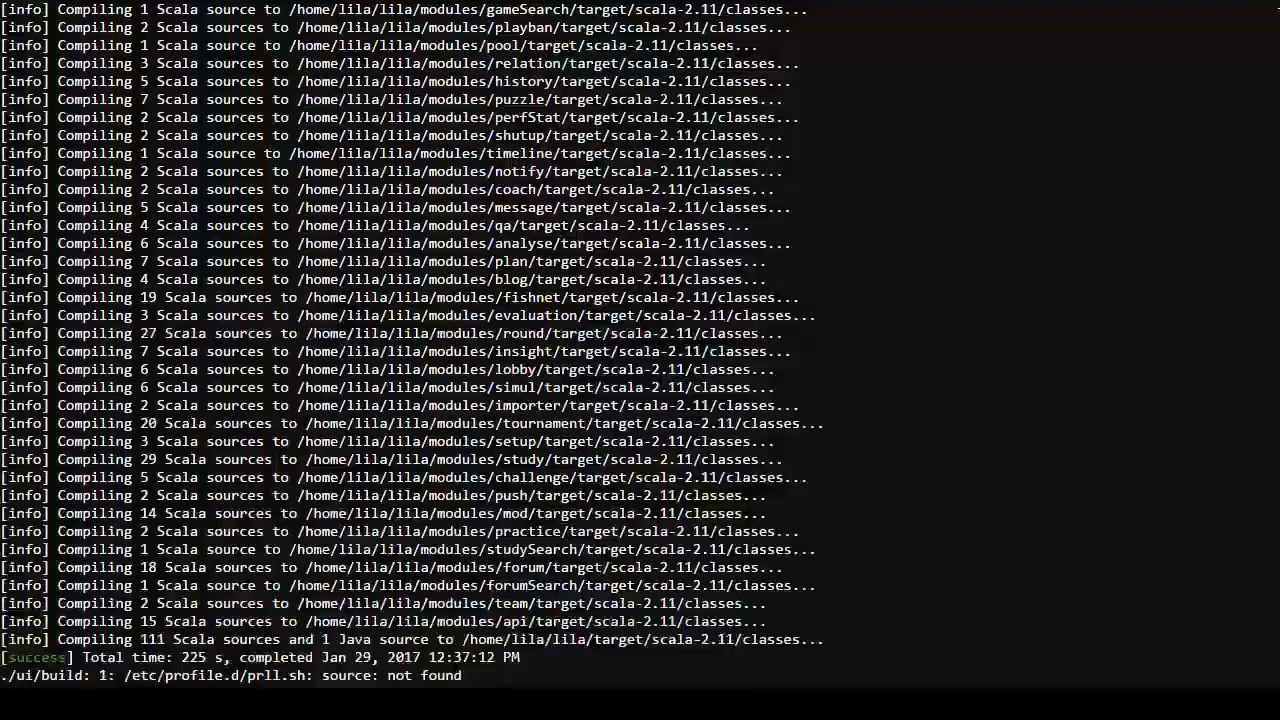 [info] Compiling 1 Scala source to /home/lila/lila/modules/gameSearch/target/scala-2.11/classes...
[info] Compiling 2 Scala sources to /home/lila/lila/modules/playban/target/scala-2.11/classes...
[info] Compiling 1 Scala source to /home/lila/lila/modules/pool/target/scala-2.11/classes...
[info] Compiling 3 Scala sources to /home/lila/lila/modules/relation/target/scala-2.11/classes...
[info] Compiling 5 Scala sources to /home/lila/lila/modules/history/target/scala-2.11/classes...
[info] Compiling 7 Scala sources to /home/lila/lila/modules/puzzle/target/scala-2.11/classes...
[info] Compiling 2 Scala sources to /home/lila/lila/modules/perfStat/target/scala-2.11/classes...
[info] Compiling 2 Scala sources to /home/lila/lila/modules/shutup/target/scala-2.11/classes...
[info] Compiling 1 Scala source to /home/lila/lila/modules/timeline/target/scala-2.11/classes...
[info] Compiling 2 Scala sources to /home/lila/lila/modules/notify/target/scala-2.11/classes...
[info] Compiling 2 Scala sources to /home/lila/lila/modules/coach/target/scala-2.11/classes...
[info] Compiling 5 Scala sources to /home/lila/lila/modules/message/target/scala-2.11/classes...
[info] Compiling 4 Scala sources to /home/lila/lila/modules/qa/target/scala-2.11/classes...
[info] Compiling 6 Scala sources to /home/lila/lila/modules/analyse/target/scala-2.11/classes...
[info] Compiling 7 Scala sources to /home/lila/lila/modules/plan/target/scala-2.11/classes...
[info] Compiling 4 Scala sources to /home/lila/lila/modules/blog/target/scala-2.11/classes...
[info] Compiling 19 Scala sources to /home/lila/lila/modules/fishnet/target/scala-2.11/classes...
[info] Compiling 3 Scala sources to /home/lila/lila/modules/evaluation/target/scala-2.11/classes...
[info] Compiling 27 Scala sources to /home/lila/lila/modules/round/target/scala-2.11/classes...
[info] Compiling 7 Scala sources to /home/lila/lila/modules/insight/target/scala-2.11/classes...
[info] Compiling 6 Scala sources to /home/lila/lila/modules/lobby/target/scala-2.11/classes...
[info] Compiling 6 Scala sources to /home/lila/lila/modules/simul/target/scala-2.11/classes...
[info] Compiling 2 Scala sources to /home/lila/lila/modules/importer/target/scala-2.11/classes...
[info] Compiling 20 Scala sources to /home/lila/lila/modules/tournament/target/scala-2.11/classes...
[info] Compiling 3 Scala sources to /home/lila/lila/modules/setup/target/scala-2.11/classes...
[info] Compiling 29 Scala sources to /home/lila/lila/modules/study/target/scala-2.11/classes...
[info] Compiling 5 Scala sources to /home/lila/lila/modules/challenge/target/scala-2.11/classes...
[info] Compiling 2 Scala sources to /home/lila/lila/modules/push/target/scala-2.11/classes...
[info] Compiling 14 Scala sources to /home/lila/lila/modules/mod/target/scala-2.11/classes...
[info] Compiling 2 Scala sources to /home/lila/lila/modules/practice/target/scala-2.11/classes...
[info] Compiling 1 Scala source to /home/lila/lila/modules/studySearch/target/scala-2.11/classes...
[info] Compiling 18 Scala sources to /home/lila/lila/modules/forum/target/scala-2.11/classes...
[info] Compiling 1 Scala source to /home/lila/lila/modules/forumSearch/target/scala-2.11/classes...
[info] Compiling 2 Scala sources to /home/lila/lila/modules/team/target/scala-2.11/classes...
[info] Compiling 15 Scala sources to /home/lila/lila/modules/api/target/scala-2.11/classes...
[info] Compiling 111 Scala sources and 1 Java source to /home/lila/lila/target/scala-2.11/classes...
[success] Total time: 225 s, completed Jan 29, 2017 12:37:12 PM
./ui/build: 1: /etc/profile.d/prll.sh: source: not found